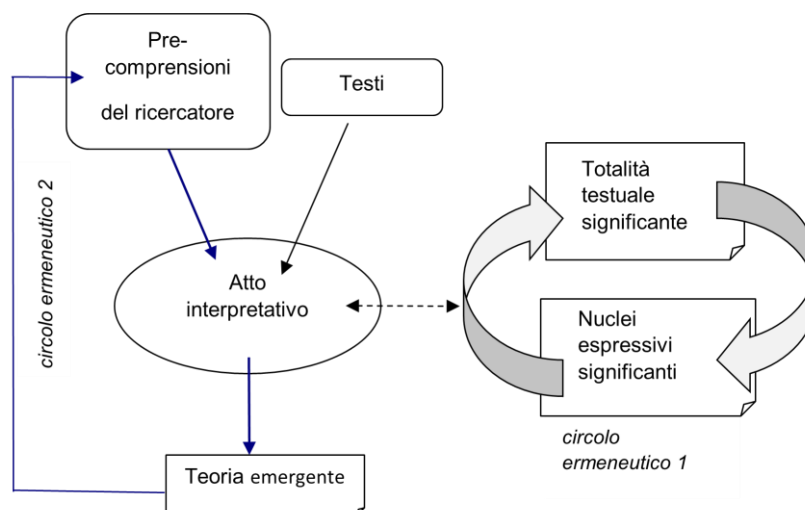 Pre-
comprensioni
del ricercatore
Testi
circolo ermeneutico 2
Atto
interpretativo
Teoria emergente
Totalità
testuale
significante
Nuclei
espressivi
significanti
circolo
ermeneutico 1